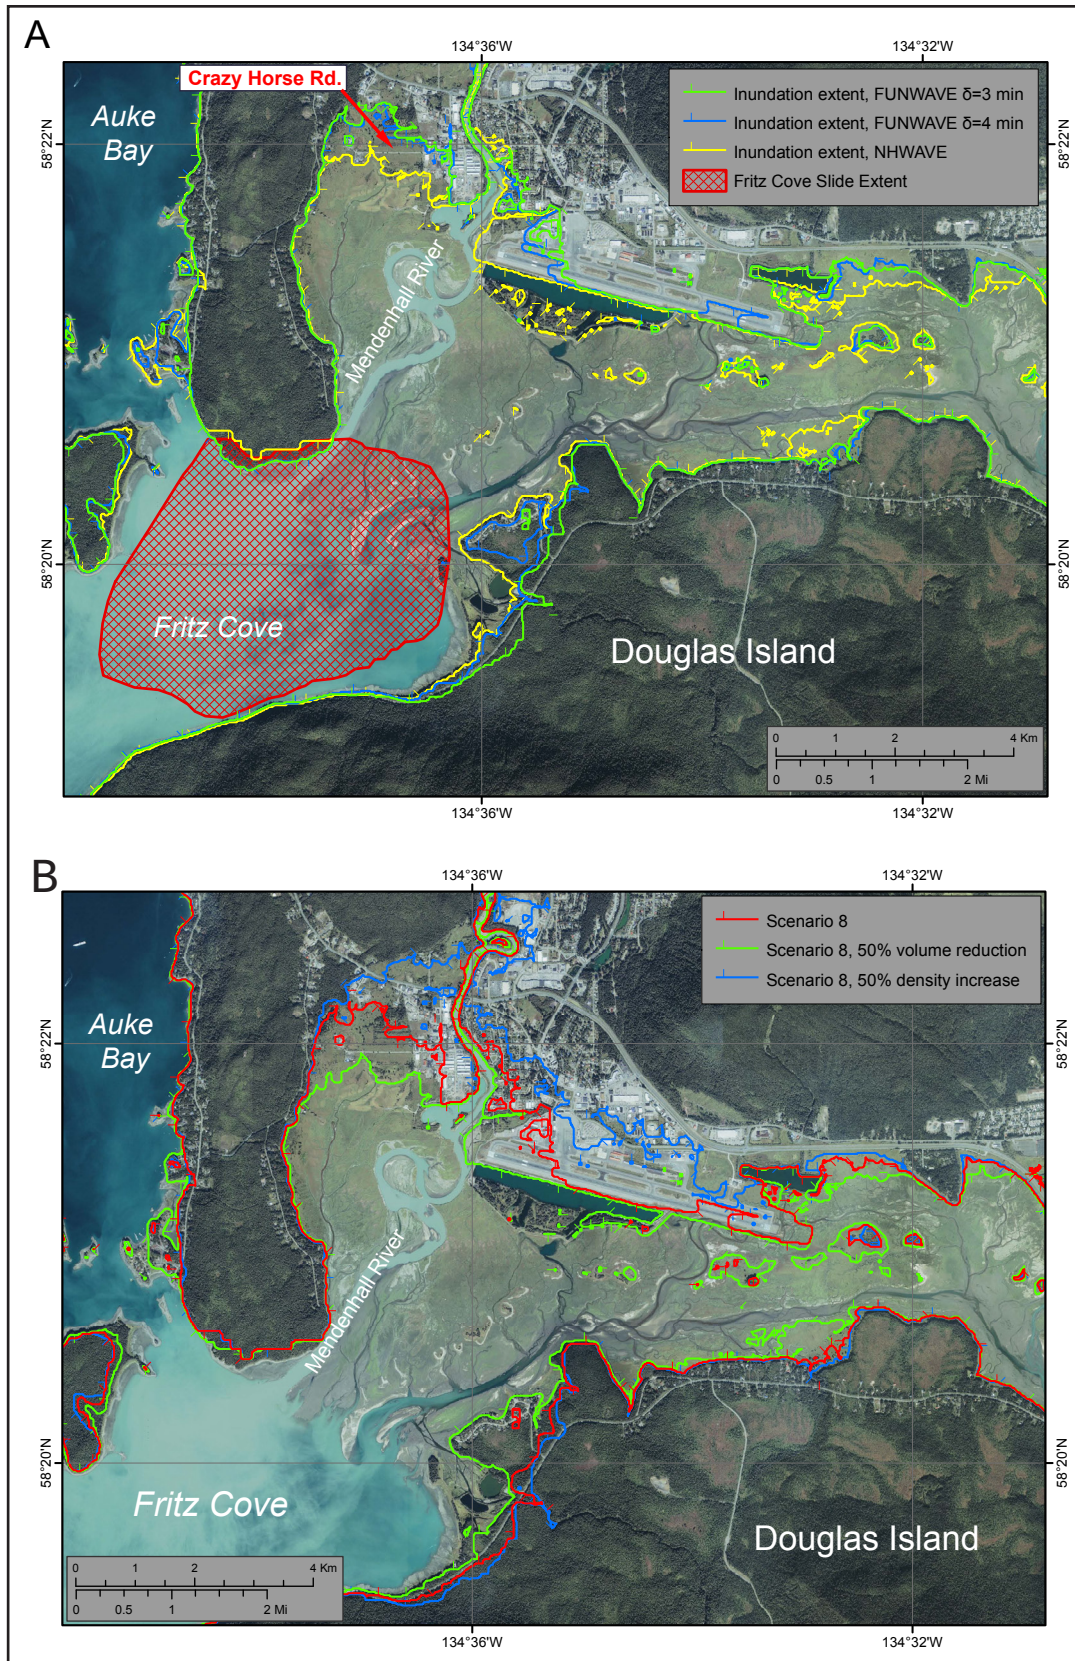 A
134°36'W
134°32'W
Crazy Horse Rd.
Auke
Bay
Inundation extent, FUNWAVE δ=3 min
Inundation extent, FUNWAVE δ=4 min
Inundation extent, NHWAVE
Fritz Cove Slide Extent
58°22'N
58°22'N
Mendenhall River
58°20'N
58°20'N
Fritz Cove
Douglas Island
0 1 2 4 Km
0 0.5 1 2 Mi
134°36'W
134°32'W
B
134°36'W
134°32'W
Scenario 8
Scenario 8, 50% volume reduction
Scenario 8, 50% density increase
Auke
Bay
58°22'N
58°22'N
Mendenhall River
58°20'N
58°20'N
Fritz Cove
Douglas Island
0 1 2 4 Km
0 0.5 1 2 Mi
134°36'W
134°32'W